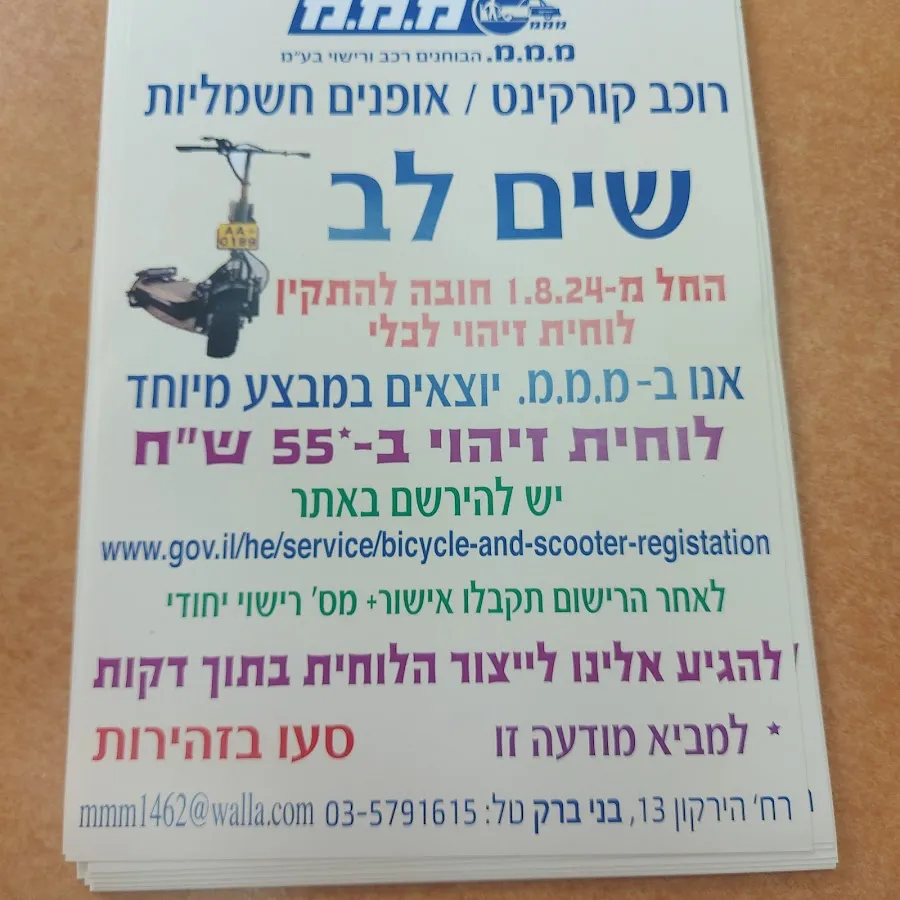 מ.מ.מ
מ.מ.מ. הבוחנים רכב ורישוי בע"מ
רוכב קורקינט / אופנים חשמליות
שים לב
AA
0199
החל מ-1.8.24 חובה להתקין
לוחית זיהוי לכלי
אנו ב-מ.מ.מ. יוצאים במבצע מיוחד
לוחית זיהוי ב-*55 ש"ח
יש להירשם באתר
www.gov.il/he/service/bicycle-and-scooter-registation
לאחר הרישום תקבלו אישור+ מס' רישוי יחודי
להגיע אלינו לייצור הלוחית בתוך דקות
* למביא מודעה זו
סעו בזהירות
רח' הירקון 13, בני ברק טל: 03-5791615 mmm1462@walla.com